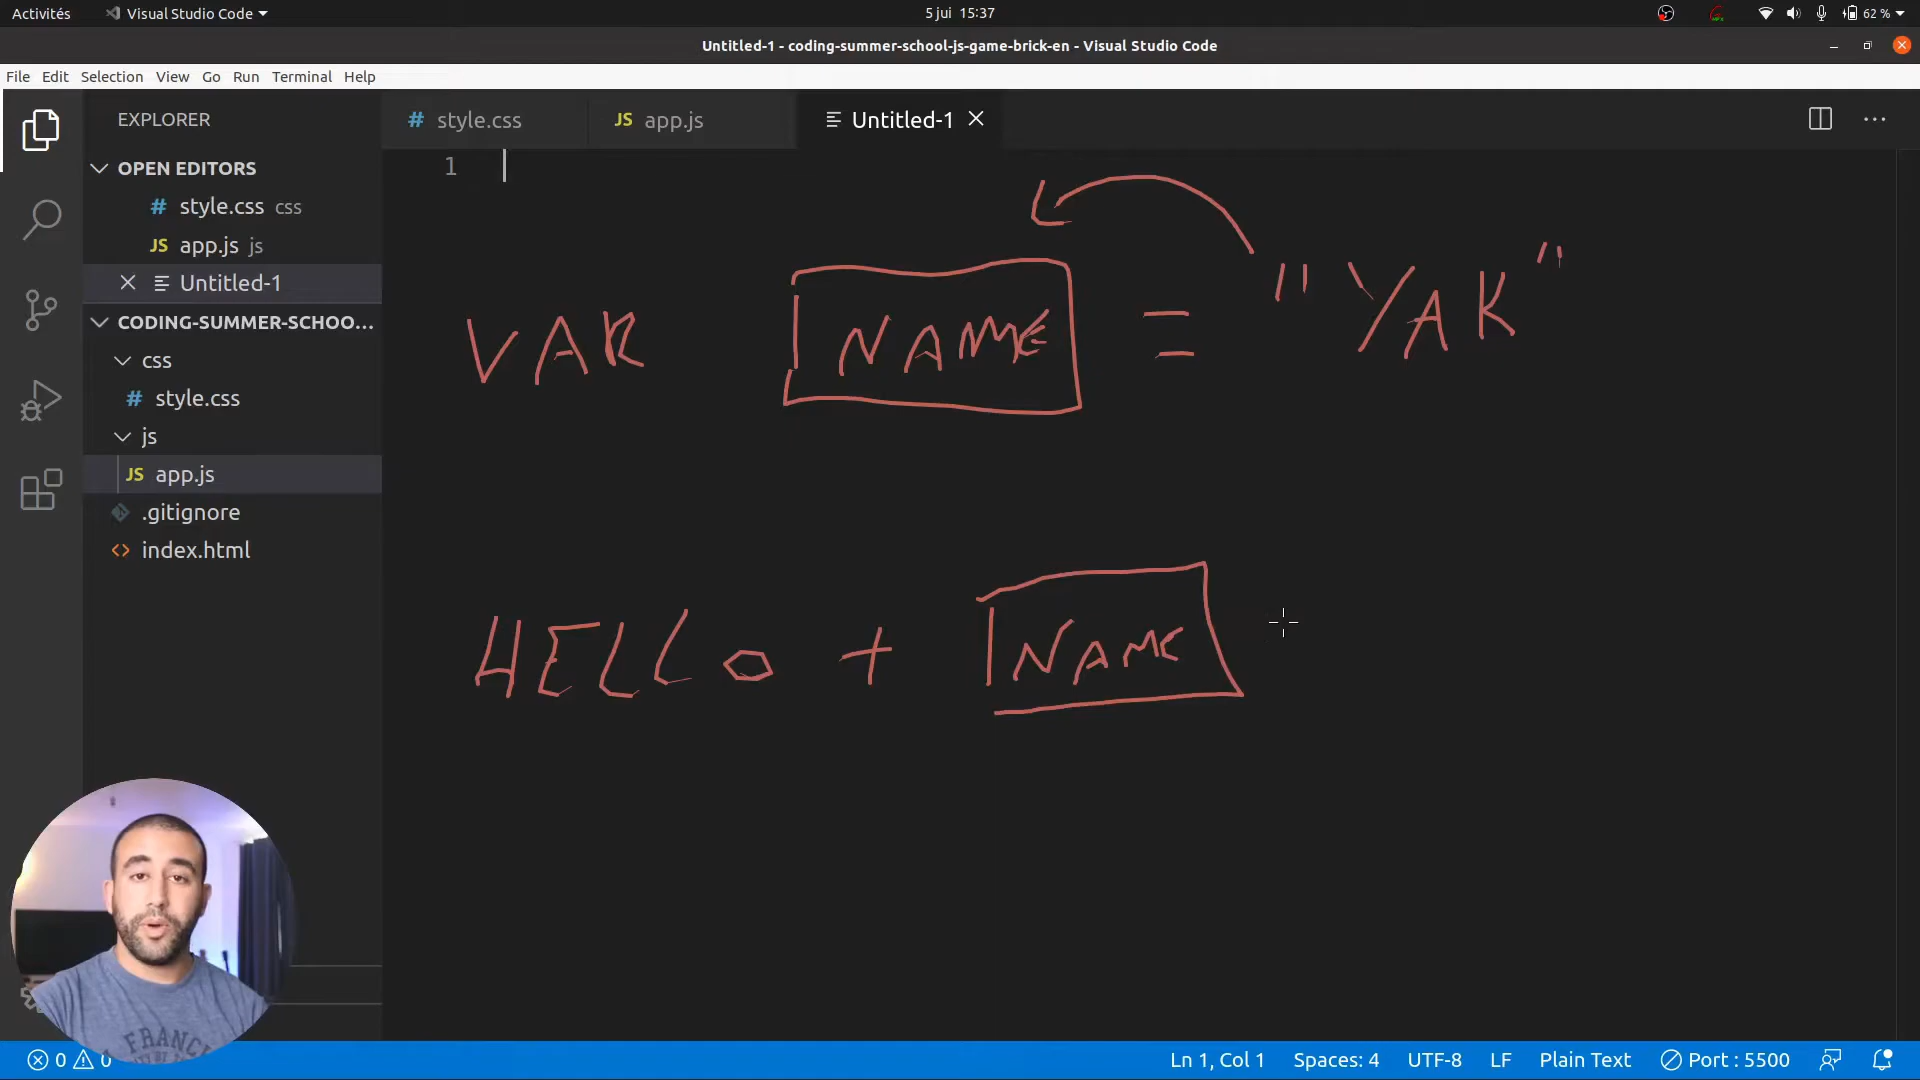 Activités
Visual Studio Code
5 jui 15:37
62 %
Untitled-1 - coding-summer-school-js-game-brick-en - Visual Studio Code
File Edit Selection View Go Run Terminal Help
EXPLORER
# style.css
JS app.js
Untitled-1
OPEN EDITORS
# style.css css
JS app.js js
Untitled-1
CODING-SUMMER-SCHOO...
css
# style.css
js
JS app.js
.gitignore
<> index.html
1
VAR NAME = "YAK"
HELLO + NAME
FRANC
0 0
Ln 1, Col 1 Spaces: 4 UTF-8 LF Plain Text Port : 5500